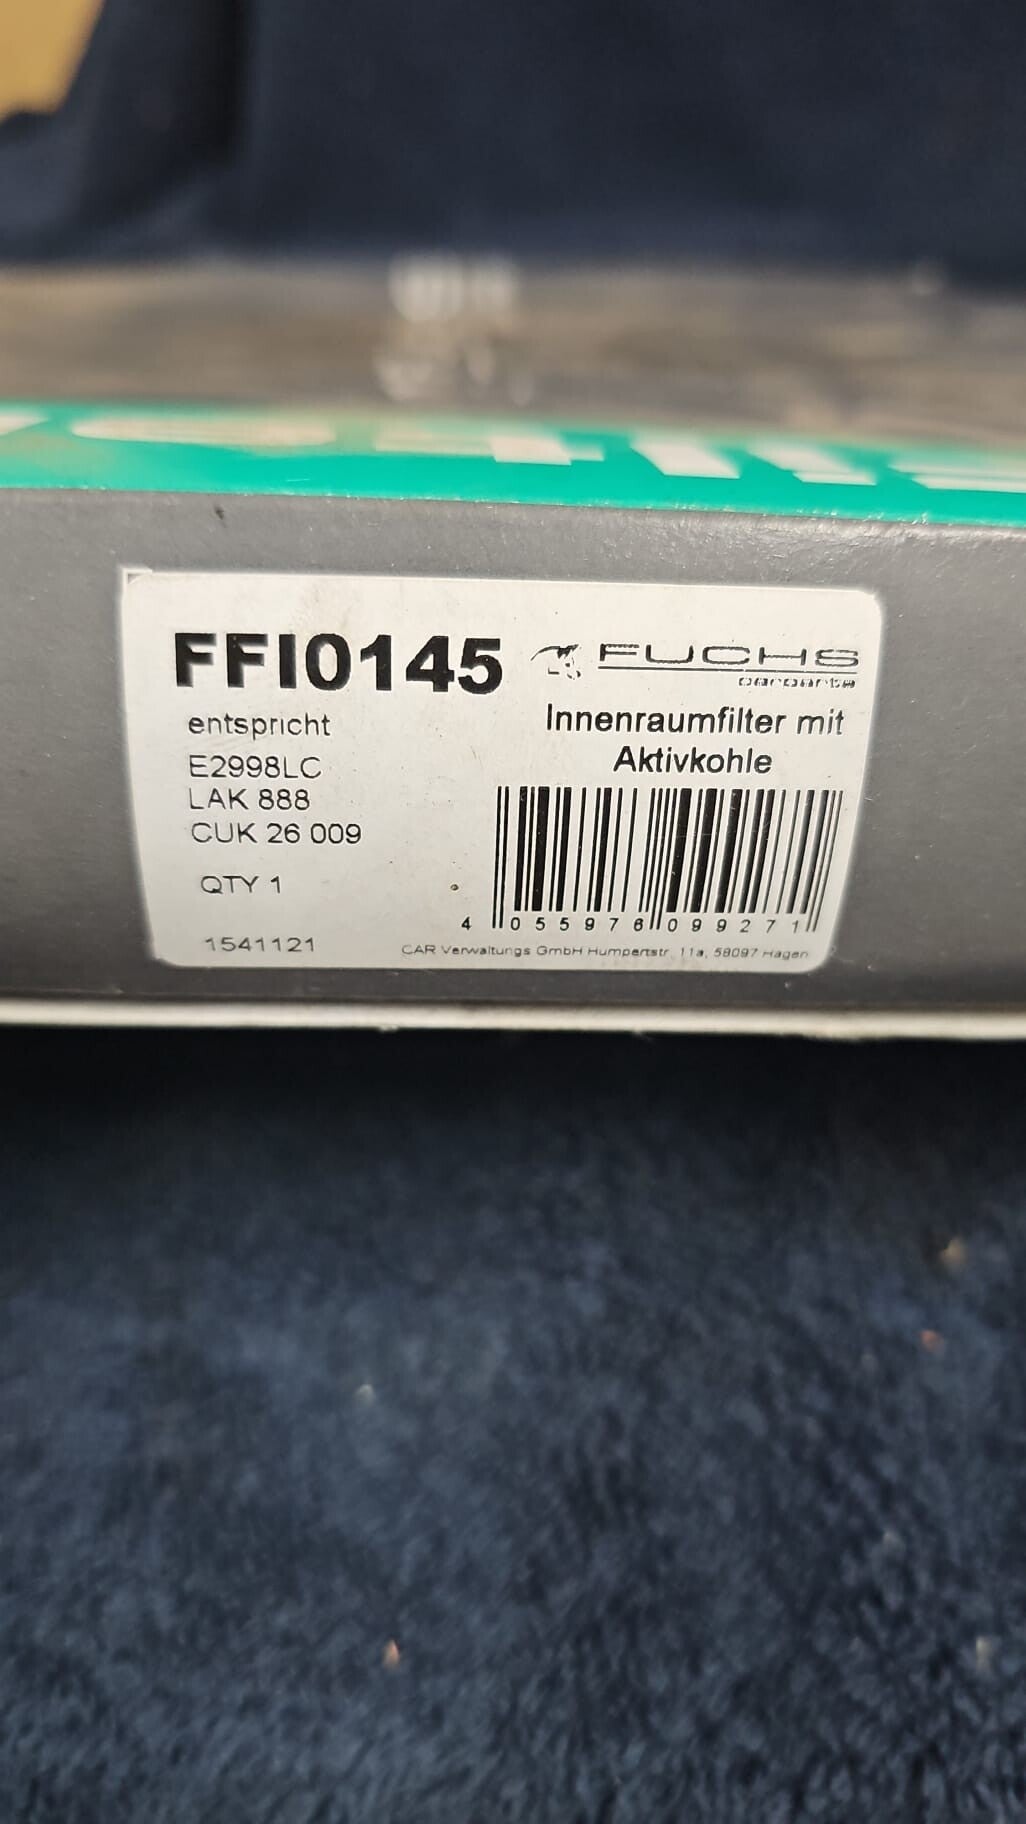 FFI0145
FUCHS
carparts
entspricht
E2998LC
LAK 888
CUK 26 009
QTY 1
1541121
Innenraumfilter mit
Aktivkohle
4 055976 099271
CAR Verwaltungs GmbH Humpertstr. 11a, 58097 Hagen